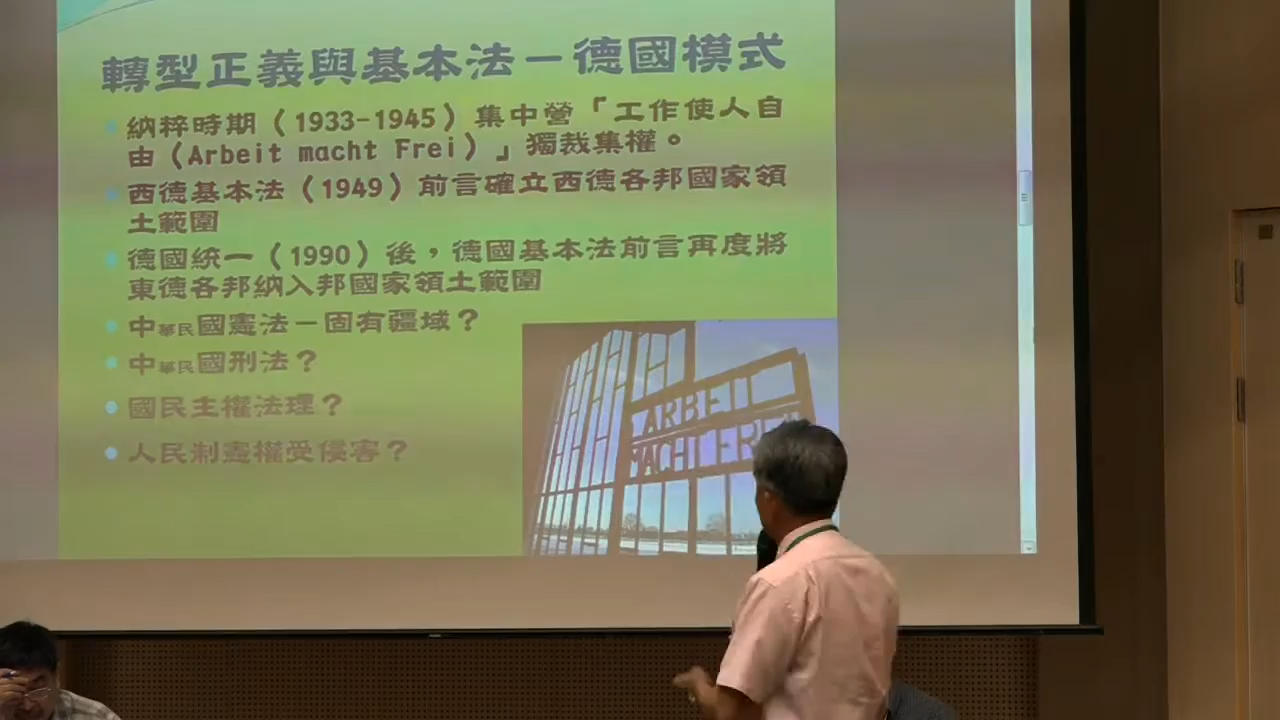 轉型正義與基本法－德國模式
納粹時期（1933-1945）集中營「工作使人自
由（Arbeit macht Frei）」獨裁集權。
西德基本法（1949）前言確立西德各邦國家領
土範圍
德國統一（1990）後，德國基本法前言再度將
東德各邦納入邦國家領土範圍
中華民國憲法－固有疆域？
中華民國刑法？
國民主權法理？
人民制憲權受侵害？
ARBEIT
MACHT FREI